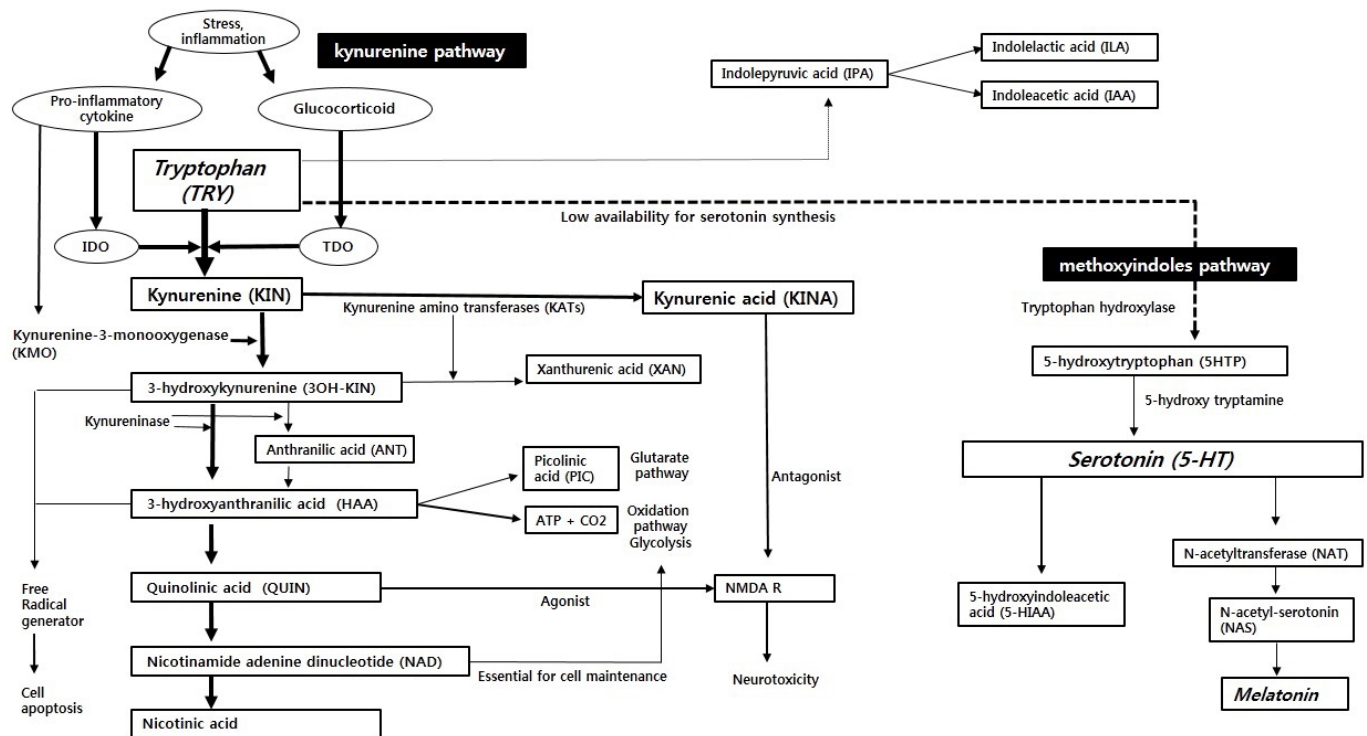 Stress,
inflammation
kynurenine pathway
Indolepyruvic acid (IPA)
Indolelactic acid (ILA)
Indoleacetic acid (IAA)
Pro-inflammatory
cytokine
Glucocorticoid
Tryptophan
(TRY)
Low availability for serotonin synthesis
IDO
TDO
methoxyindoles pathway
Kynurenine (KIN)
Kynurenine amino transferases (KATs)
Kynurenic acid (KINA)
Tryptophan hydroxylase
Kynurenine-3-monooxygenase
(KMO)
5-hydroxytryptophan (5HTP)
3-hydroxykynurenine (3OH-KIN)
Xanthurenic acid (XAN)
5-hydroxy tryptamine
Kynureninase
Anthranilic acid (ANT)
Serotonin (5-HT)
Picolinic
acid (PIC)
Glutarate
pathway
Antagonist
3-hydroxyanthranilic acid (HAA)
ATP + CO2
Oxidation
pathway
Glycolysis
N-acetyltransferase (NAT)
Quinolinic acid (QUIN)
Agonist
NMDA R
5-hydroxyindoleacetic
acid (5-HIAA)
Free
Radical
generator
N-acetyl-serotonin
(NAS)
Nicotinamide adenine dinucleotide (NAD)
Essential for cell maintenance
Neurotoxicity
Cell
apoptosis
Melatonin
Nicotinic acid